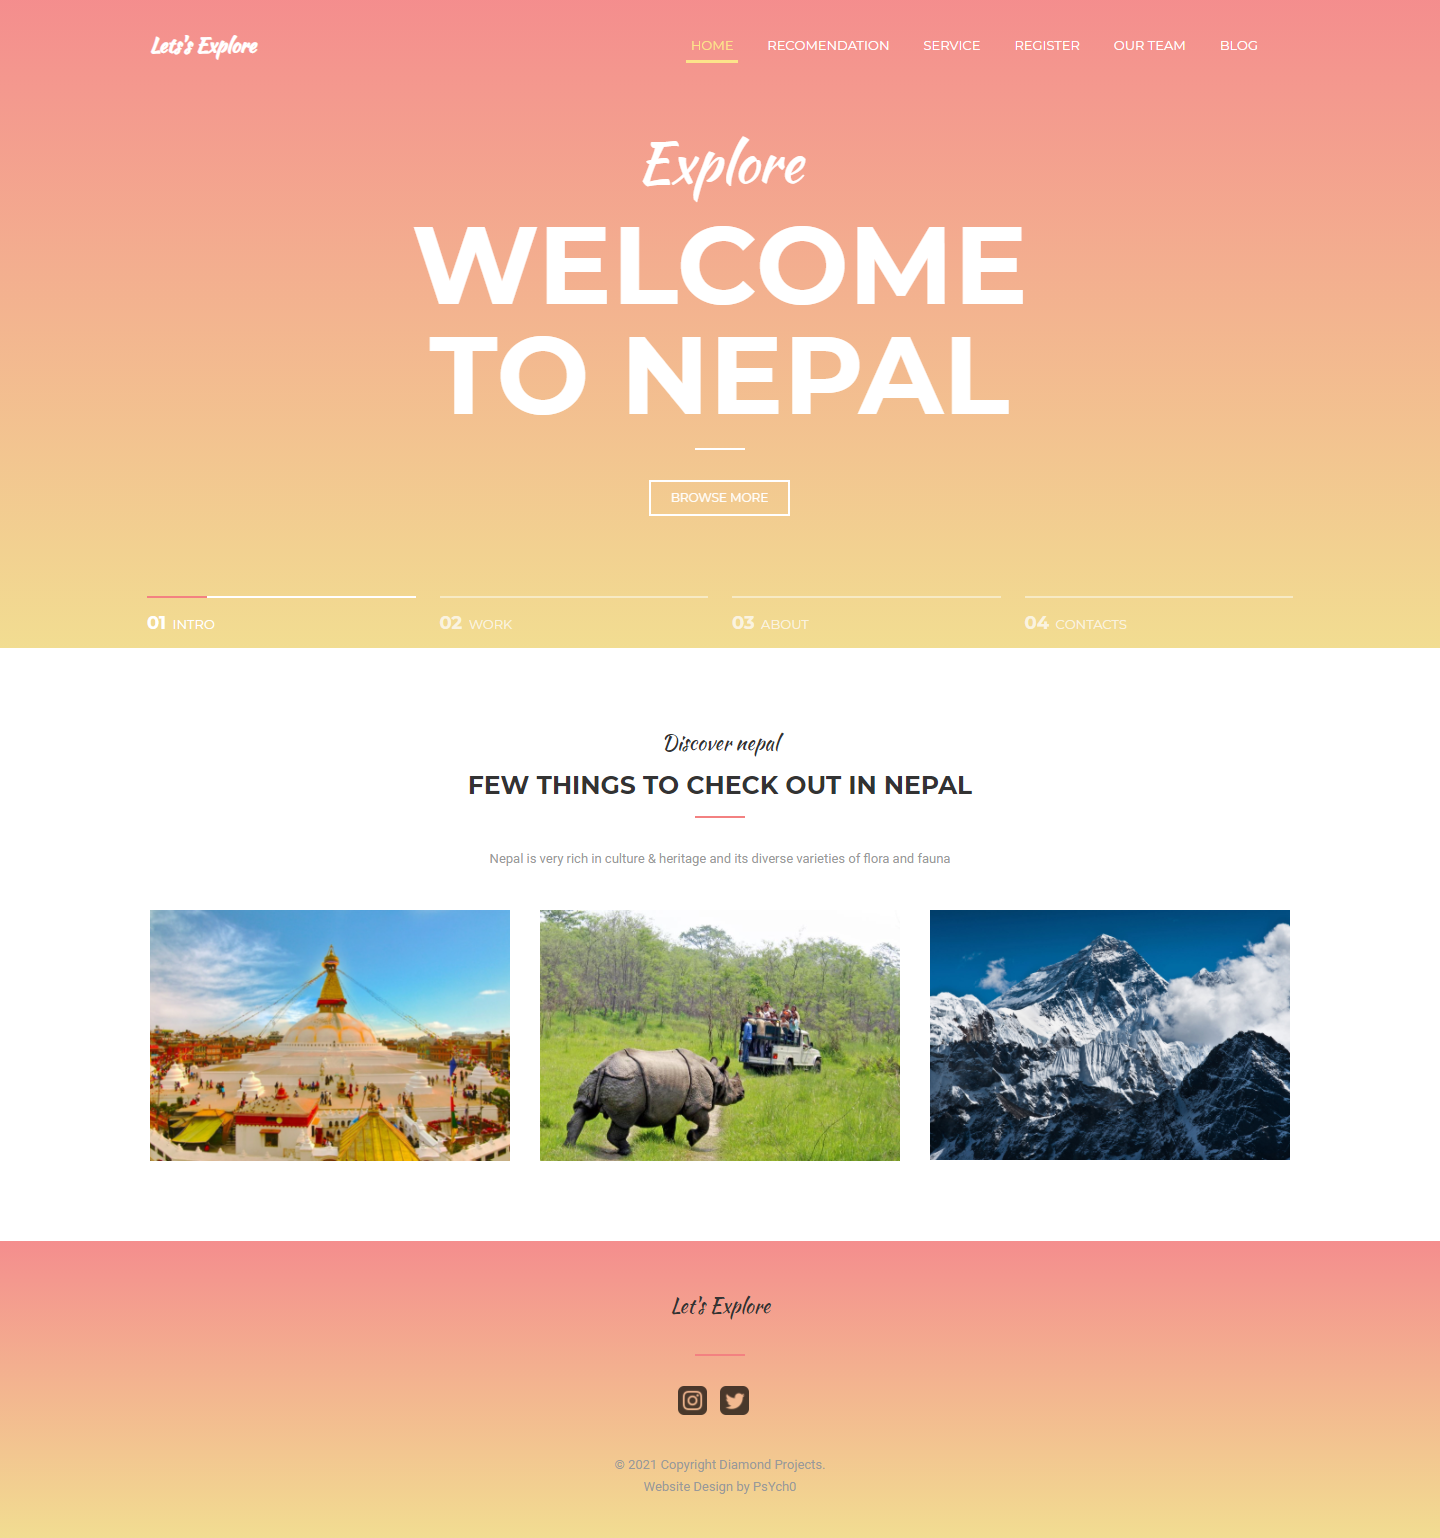 Lets's Explore
HOME RECOMENDATION SERVICE REGISTER OUR TEAM BLOG
Explore
WELCOME
TO NEPAL
BROWSE MORE
01 INTRO 02 WORK 03 ABOUT 04 CONTACTS
Discover nepal
FEW THINGS TO CHECK OUT IN NEPAL
Nepal is very rich in culture & heritage and its diverse varieties of flora and fauna
Let's Explore
© 2021 Copyright Diamond Projects.
Website Design by PsYch0